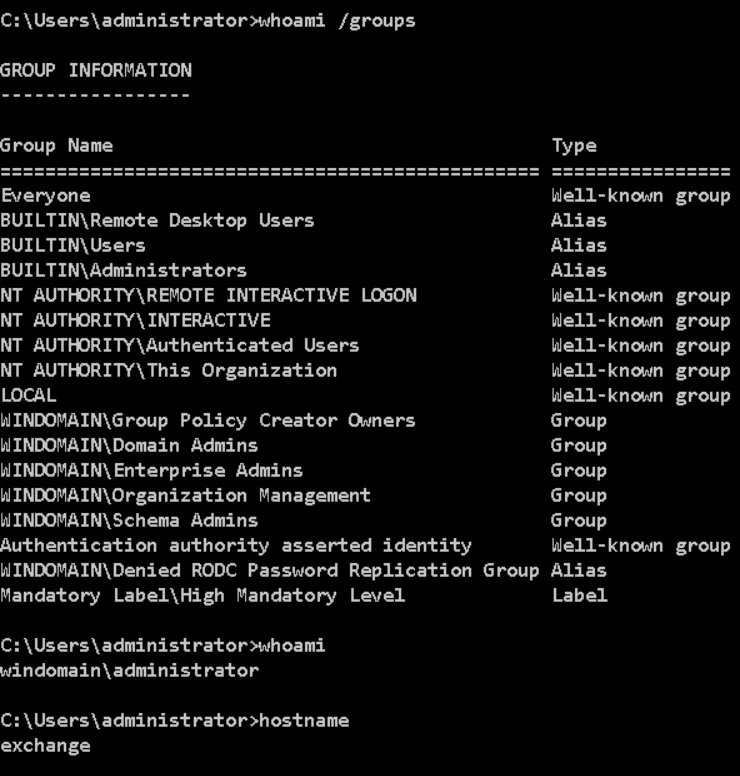 C:\Users\administrator>whoami /groups
GROUP INFORMATION
-----------------
Group Name Type
================================================ ================
Everyone Well-known group
BUILTIN\Remote Desktop Users Alias
BUILTIN\Users Alias
BUILTIN\Administrators Alias
NT AUTHORITY\REMOTE INTERACTIVE LOGON Well-known group
NT AUTHORITY\INTERACTIVE Well-known group
NT AUTHORITY\Authenticated Users Well-known group
NT AUTHORITY\This Organization Well-known group
LOCAL Well-known group
WINDOMAIN\Group Policy Creator Owners Group
WINDOMAIN\Domain Admins Group
WINDOMAIN\Enterprise Admins Group
WINDOMAIN\Organization Management Group
WINDOMAIN\Schema Admins Group
Authentication authority asserted identity Well-known group
WINDOMAIN\Denied RODC Password Replication Group Alias
Mandatory Label\High Mandatory Level Label
C:\Users\administrator>whoami
windomain\administrator
C:\Users\administrator>hostname
exchange